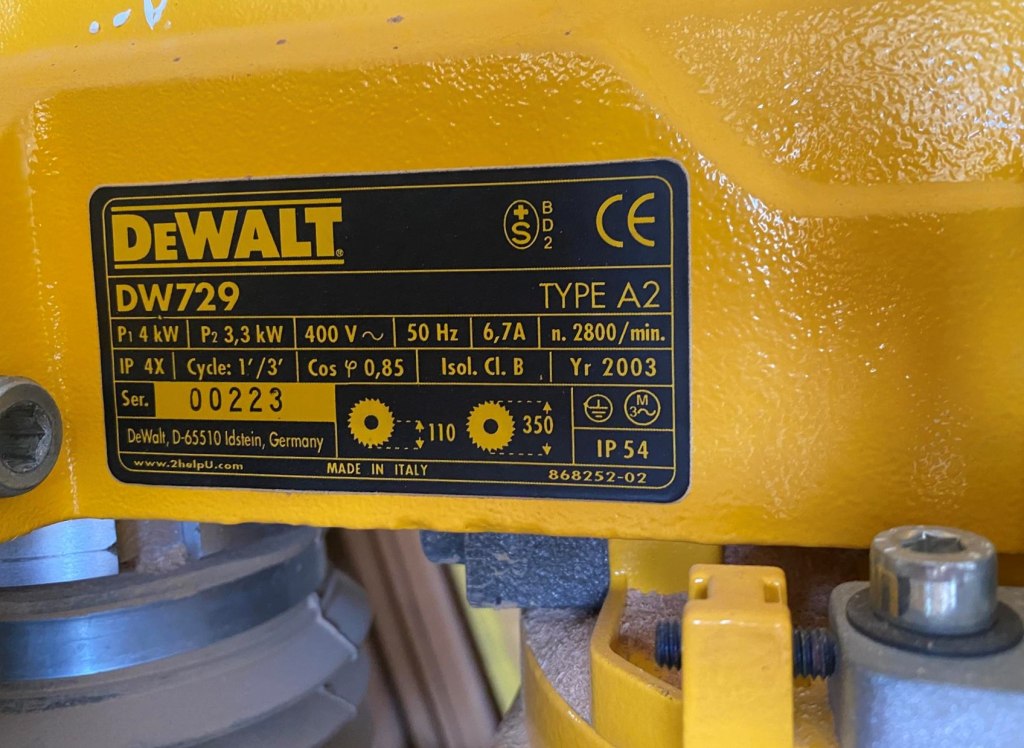 DEWALT®
+S BD2 CE
DW729 TYPE A2
P1 4 kW P2 3,3 kW 400 V ~ 50 Hz 6,7A n. 2800/min.
IP 4X Cycle: 1'/3' Cos φ 0,85 Isol. Cl. B Yr 2003
Ser. 00223
110 350 M 3~
DeWalt, D-65510 Idstein, Germany IP 54
www.2helpU.com MADE IN ITALY 868252-02